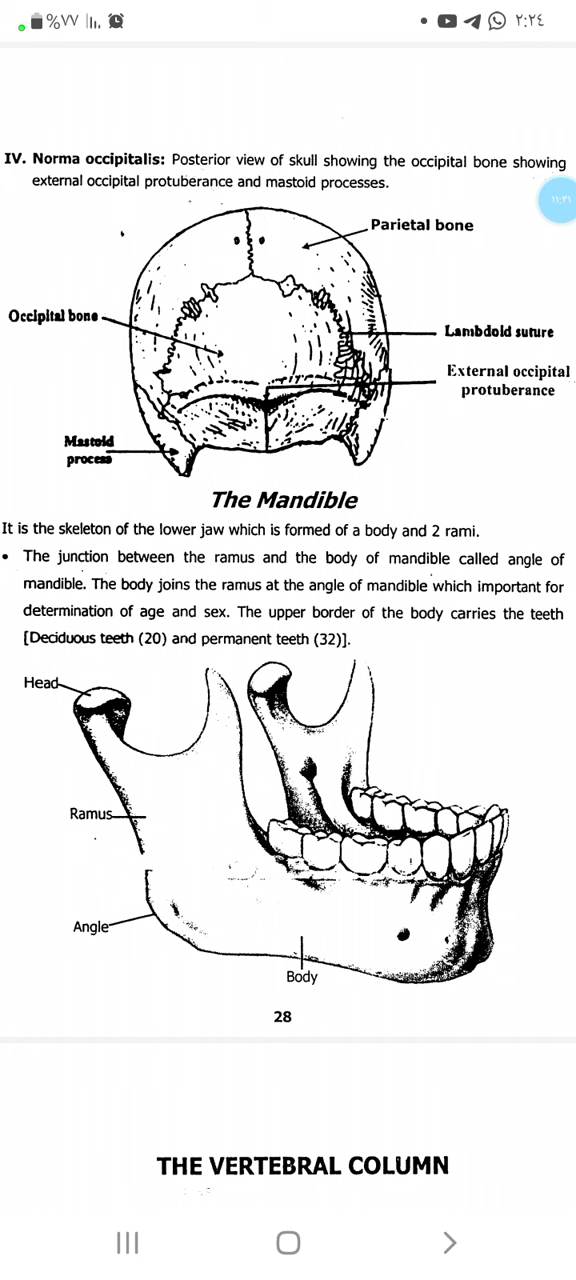 %٧٧
٢:٢٤
IV. Norma occipitalis: Posterior view of skull showing the occipital bone showing
external occipital protuberance and mastoid processes.
١١:٣١
Parietal bone
Occipital bone
Lambdoid suture
External occipital
protuberance
Mastoid
process
The Mandible
It is the skeleton of the lower jaw which is formed of a body and 2 rami.
• The junction between the ramus and the body of mandible called angle of
mandible. The body joins the ramus at the angle of mandible which important for
determination of age and sex. The upper border of the body carries the teeth
[Deciduous teeth (20) and permanent teeth (32)].
Head
Ramus
Angle
Body
28
THE VERTEBRAL COLUMN